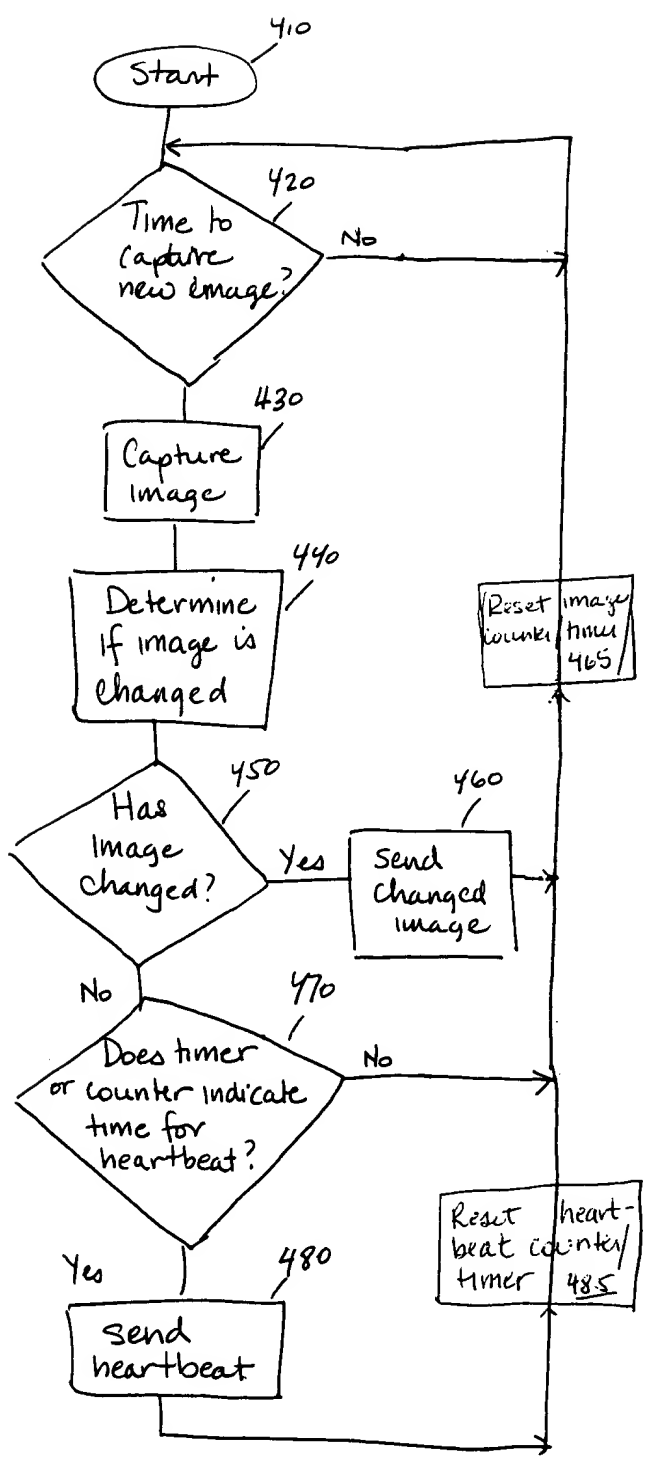 410
Start
420
Time to
capture
new image?
No
430
Capture
Image
440
Determine
If image is
changed
Reset image
counter/timer
465
450
Has
Image
changed?
Yes
460
Send
changed
image
No
470
Does timer
or counter indicate
time for
heartbeat?
No
Yes
480
Send
heartbeat
Reset heart-
beat counter/
timer 485